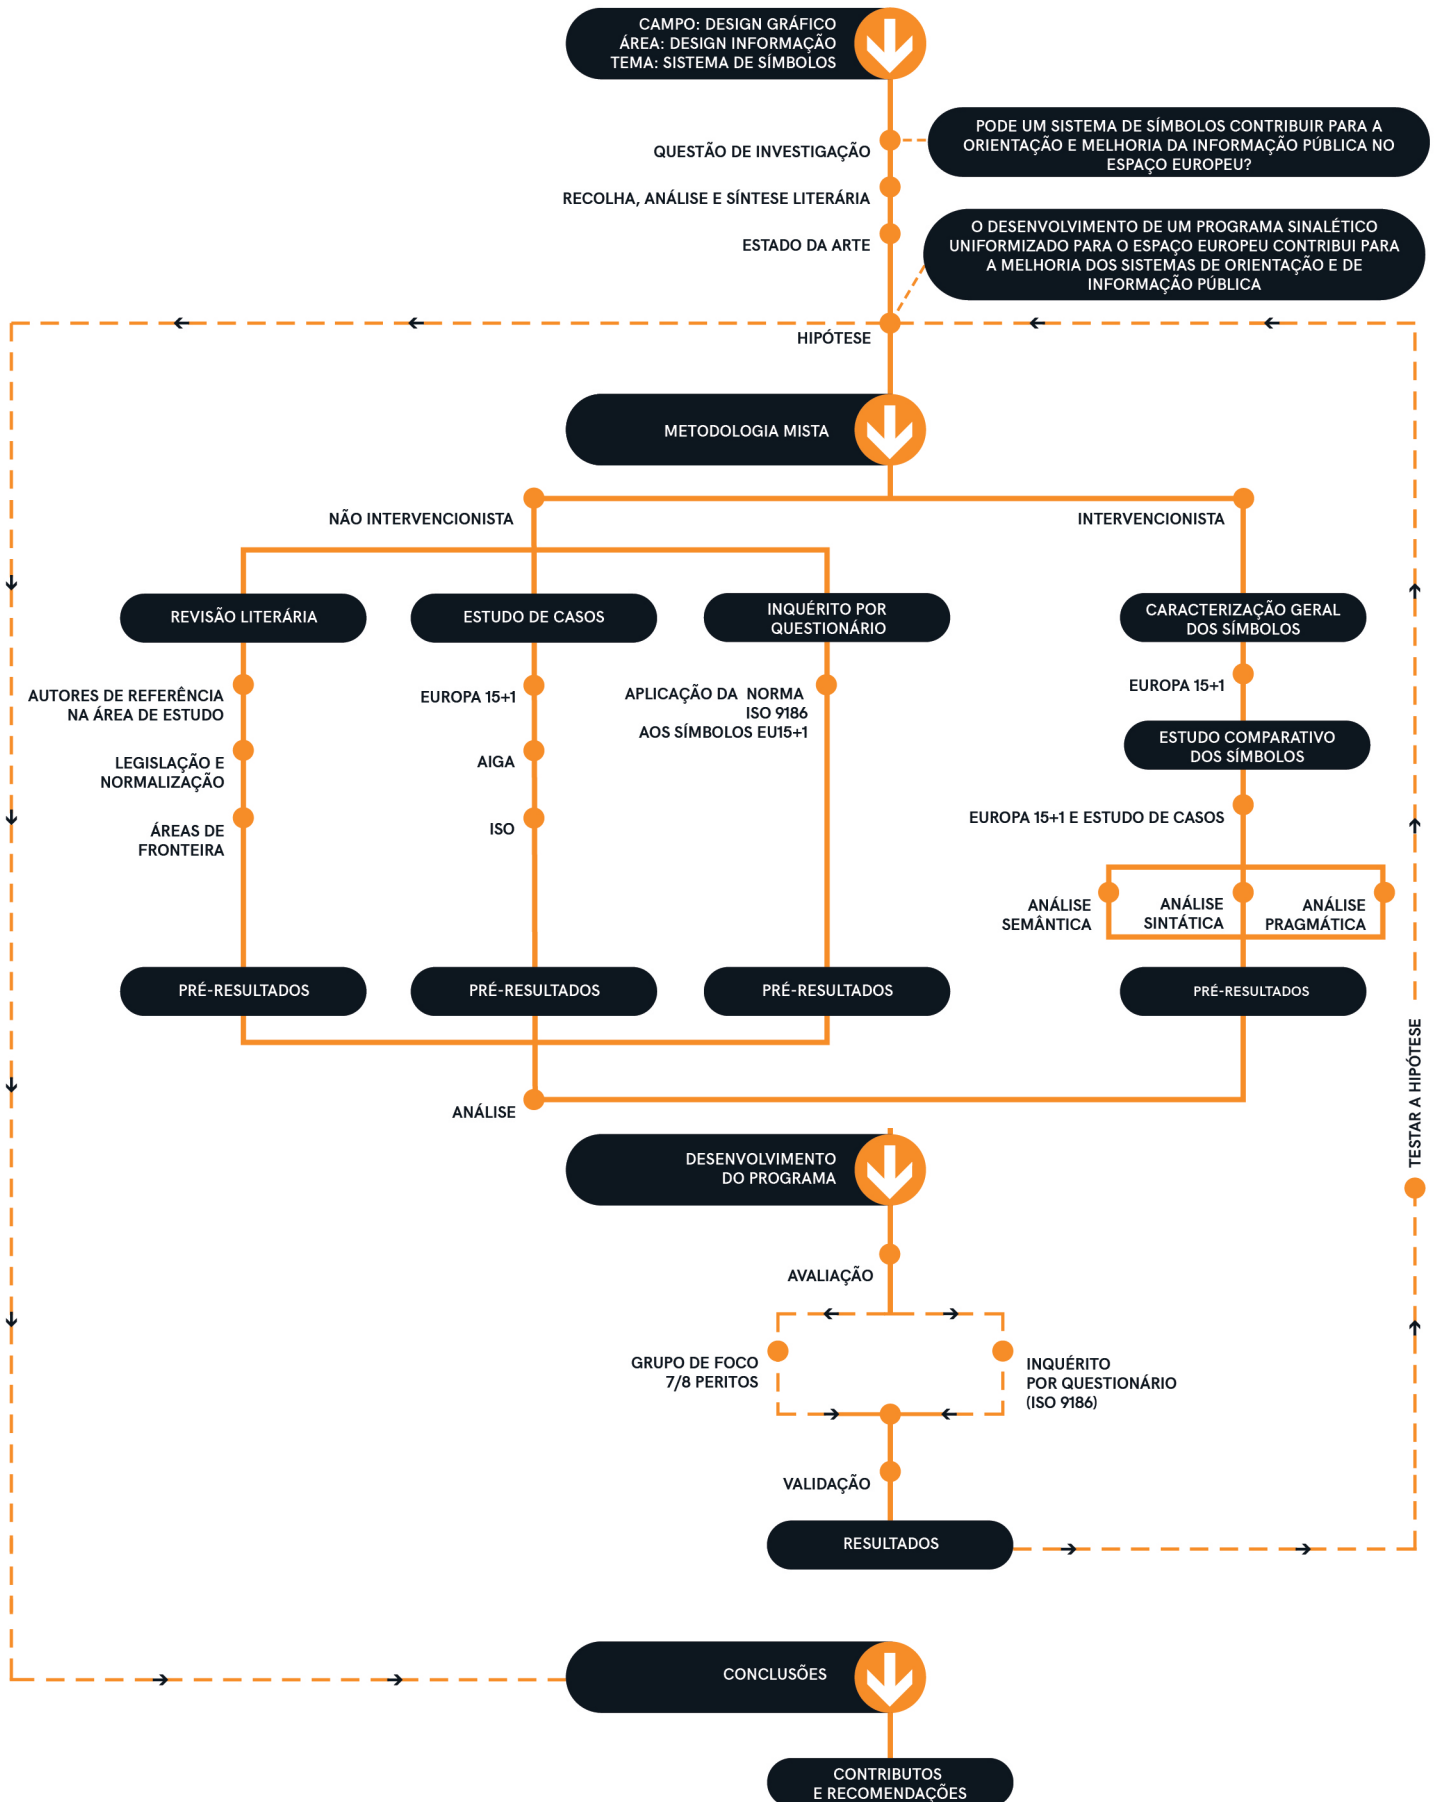 CAMPO: DESIGN GRÁFICO
ÁREA: DESIGN INFORMAÇÃO
TEMA: SISTEMA DE SÍMBOLOS
QUESTÃO DE INVESTIGAÇÃO
PODE UM SISTEMA DE SÍMBOLOS CONTRIBUIR PARA A
ORIENTAÇÃO E MELHORIA DA INFORMAÇÃO PÚBLICA NO
ESPAÇO EUROPEU?
RECOLHA, ANÁLISE E SÍNTESE LITERÁRIA
ESTADO DA ARTE
O DESENVOLVIMENTO DE UM PROGRAMA SINALÉTICO
UNIFORMIZADO PARA O ESPAÇO EUROPEU CONTRIBUI PARA
A MELHORIA DOS SISTEMAS DE ORIENTAÇÃO E DE
INFORMAÇÃO PÚBLICA
HIPÓTESE
METODOLOGIA MISTA
NÃO INTERVENCIONISTA
INTERVENCIONISTA
REVISÃO LITERÁRIA
AUTORES DE REFERÊNCIA
NA ÁREA DE ESTUDO
LEGISLAÇÃO E
NORMALIZAÇÃO
ÁREAS DE
FRONTEIRA
PRÉ-RESULTADOS
ESTUDO DE CASOS
EUROPA 15+1
AIGA
ISO
PRÉ-RESULTADOS
INQUÉRITO POR
QUESTIONÁRIO
APLICAÇÃO DA NORMA
ISO 9186
AOS SÍMBOLOS EU15+1
PRÉ-RESULTADOS
CARACTERIZAÇÃO GERAL
DOS SÍMBOLOS
EUROPA 15+1
ESTUDO COMPARATIVO
DOS SÍMBOLOS
EUROPA 15+1 E ESTUDO DE CASOS
ANÁLISE
SEMÂNTICA
ANÁLISE
SINTÁTICA
ANÁLISE
PRAGMÁTICA
PRÉ-RESULTADOS
ANÁLISE
TESTAR A HIPÓTESE
DESENVOLVIMENTO
DO PROGRAMA
AVALIAÇÃO
GRUPO DE FOCO
7/8 PERITOS
INQUÉRITO
POR QUESTIONÁRIO
(ISO 9186)
VALIDAÇÃO
RESULTADOS
CONCLUSÕES
CONTRIBUTOS
E RECOMENDAÇÕES